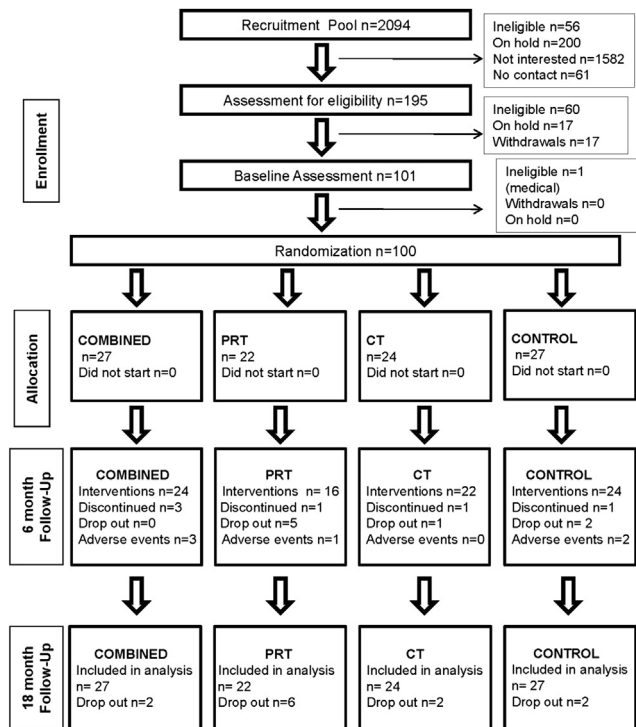 Recruitment Pool n=2094
Ineligible n=56
On hold n=200
Not interested n=1582
No contact n=61
Enrollment
Assessment for eligibility n=195
Ineligible n=60
On hold n=17
Withdrawals n=17
Baseline Assessment n=101
Ineligible n=1
(medical)
Withdrawals n=0
On hold n=0
Randomization n=100
Allocation
COMBINED
n=27
Did not start n=0
PRT
n= 22
Did not start n=0
CT
n=24
Did not start n=0
CONTROL
n=27
Did not start n=0
6 month
Follow-Up
COMBINED
Interventions n=24
Discontinued n=3
Drop out n=0
Adverse events n=3
PRT
Interventions n= 16
Discontinued n=1
Drop out n=5
Adverse events n=1
CT
Interventions n=22
Discontinued n=1
Drop out n=1
Adverse events n=0
CONTROL
Interventions n=24
Discontinued n=1
Drop out n= 2
Adverse events n=2
18 month
Follow-Up
COMBINED
Included in analysis
n= 27
Drop out n=2
PRT
Included in analysis
n= 22
Drop out n=6
CT
Included in analysis
n= 24
Drop out n=2
CONTROL
Included in analysis
n= 27
Drop out n=2